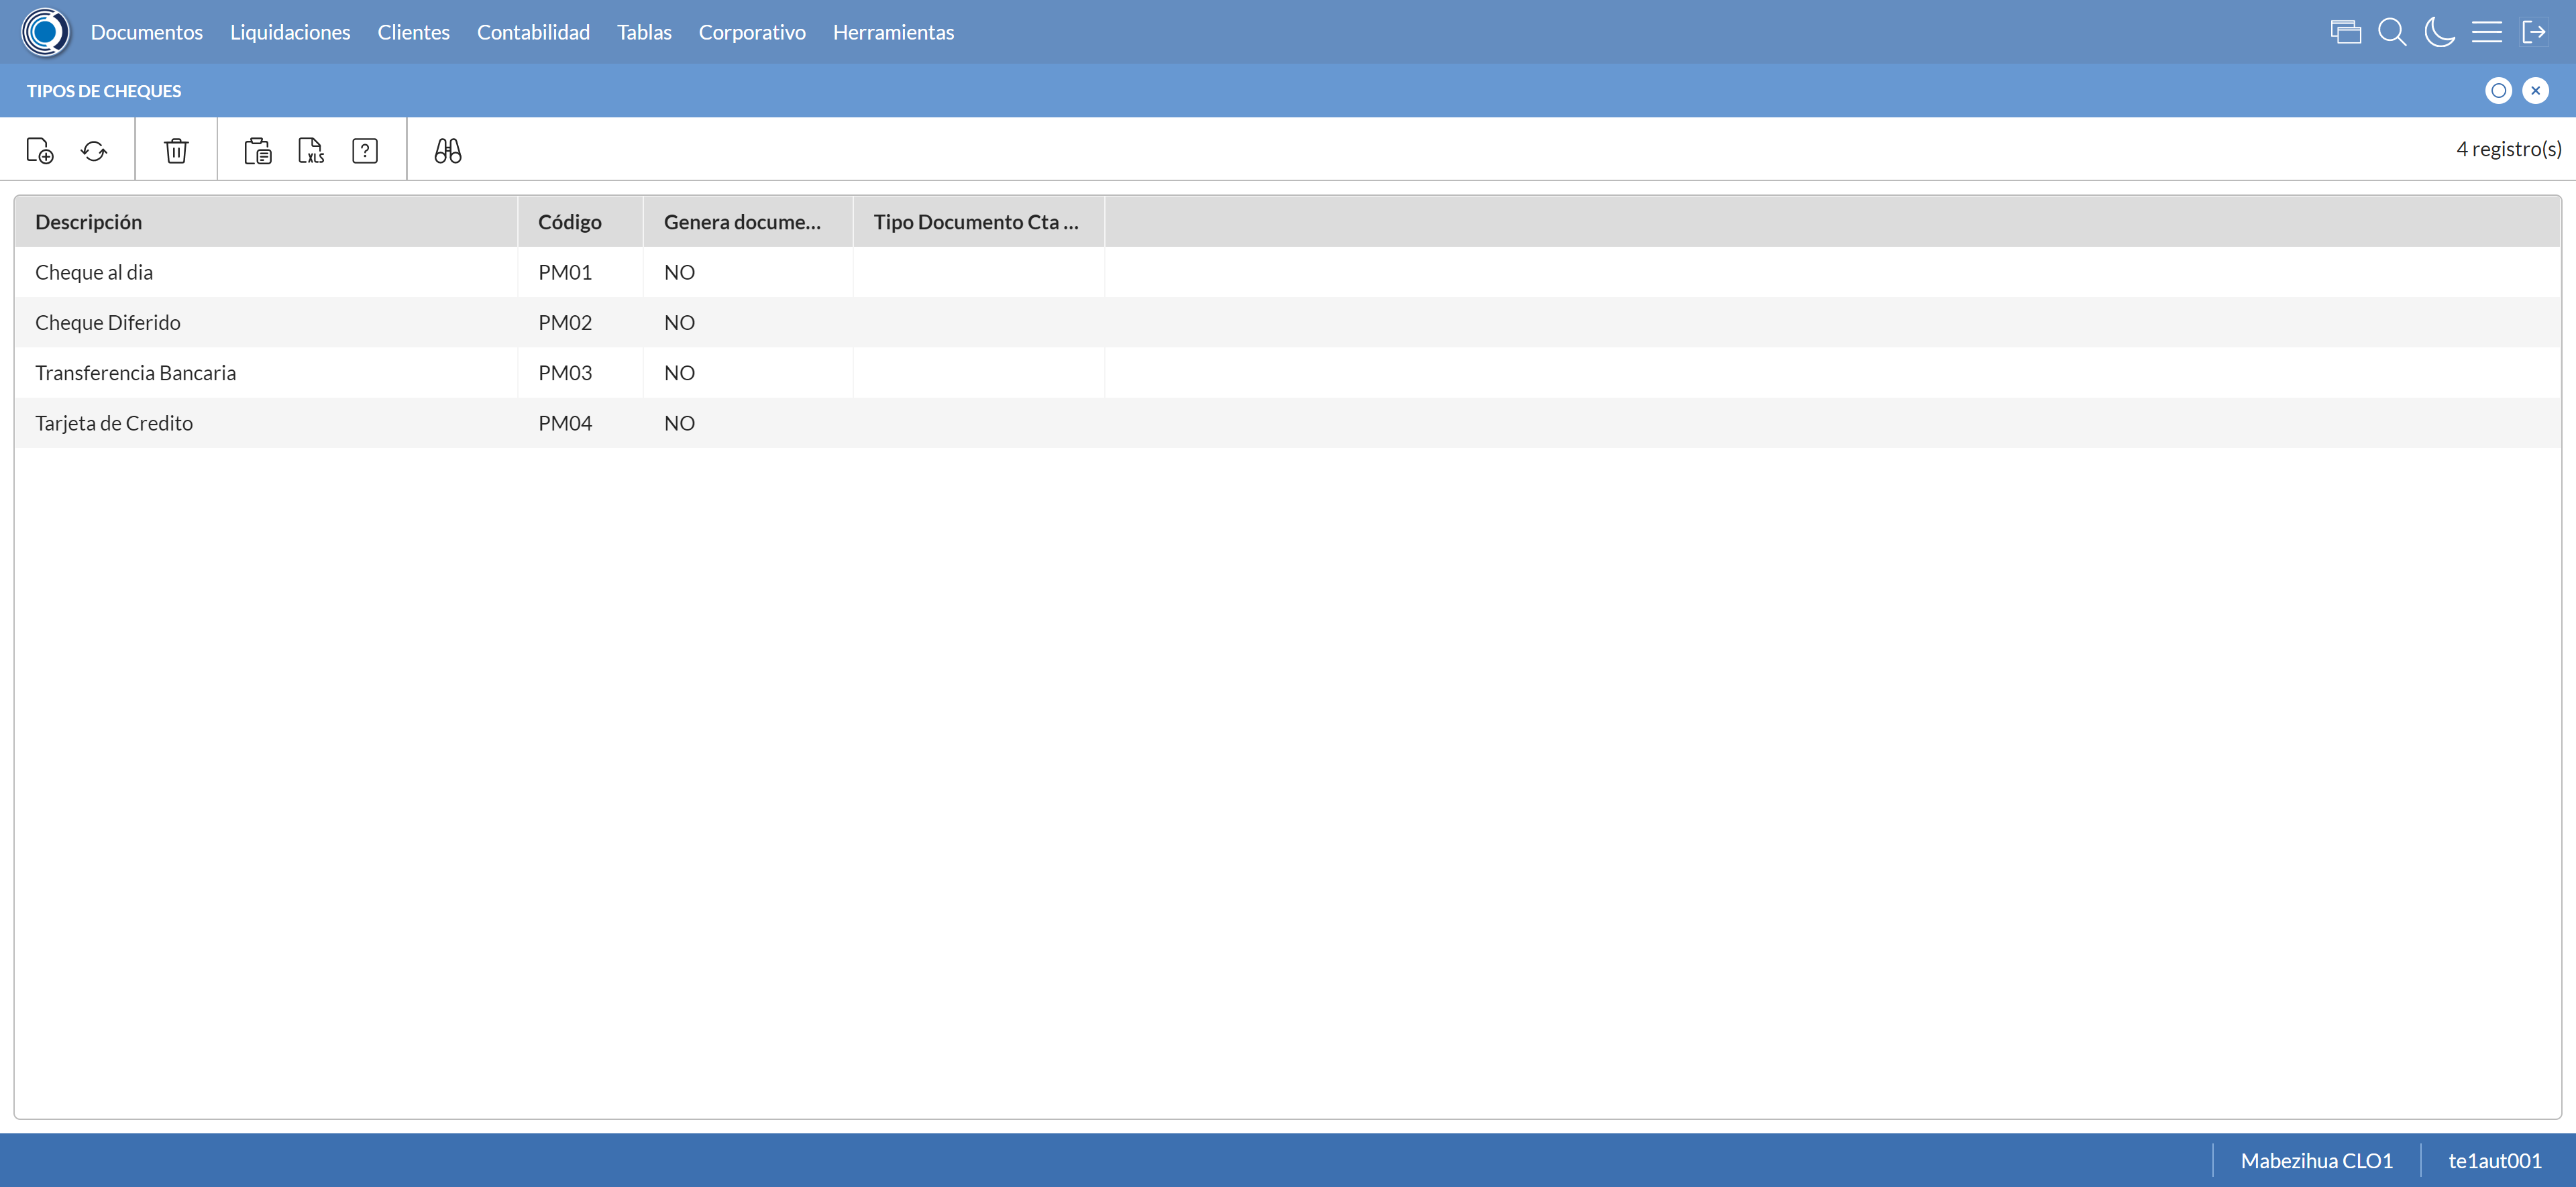 Documentos Liquidaciones Clientes Contabilidad Tablas Corporativo Herramientas
TIPOS DE CHEQUES
XLS ? 4 registro(s)
Descripción Código Genera docume... Tipo Documento Cta ...
Cheque al dia PM01 NO
Cheque Diferido PM02 NO
Transferencia Bancaria PM03 NO
Tarjeta de Credito PM04 NO
Mabezihua CLO1 te1aut001